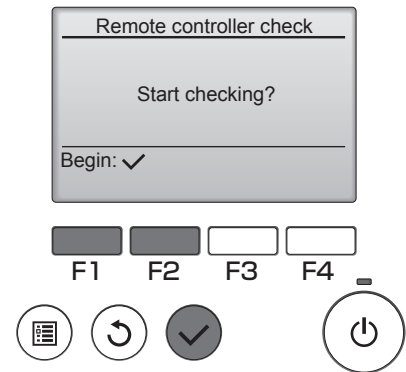 Remote controller check
Start checking?
Begin: ✓
F1 F2 F3 F4